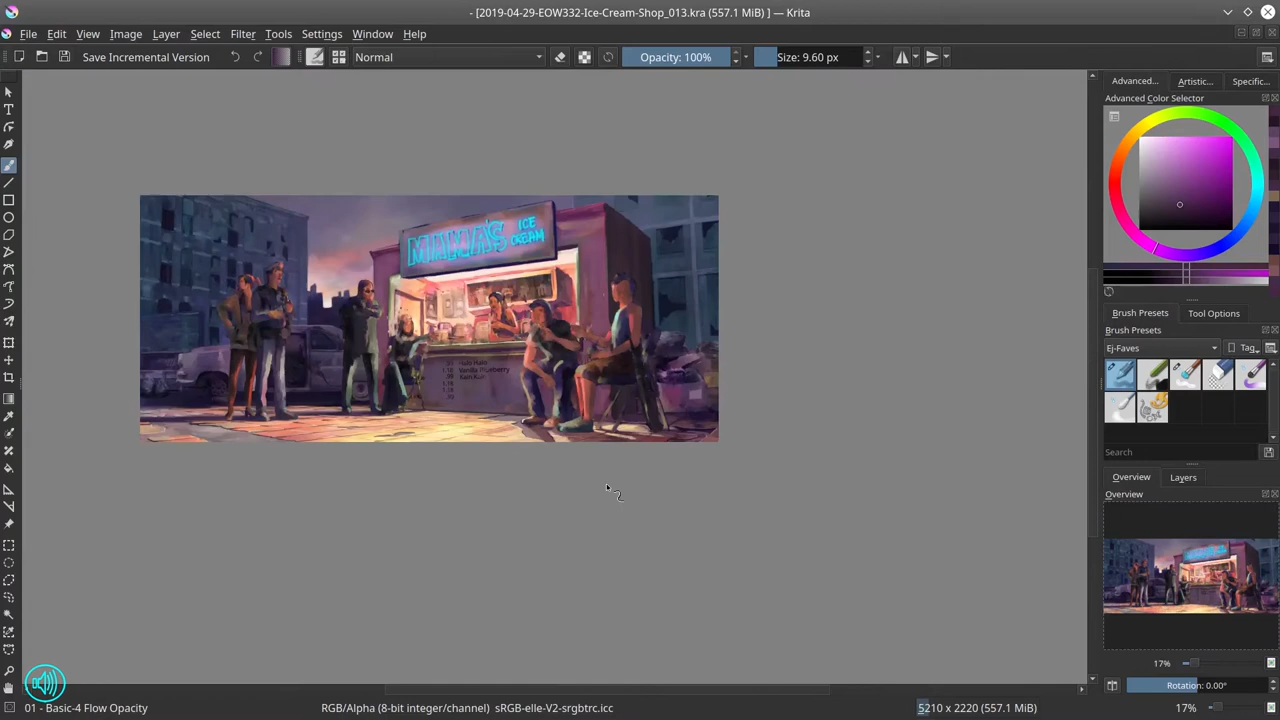 - [2019-04-29-EOW332-Ice-Cream-Shop_013.kra (557.1 MiB) ] — Krita
File Edit View Image Layer Select Filter Tools Settings Window Help
Save Incremental Version Normal Opacity: 100% Size: 9.60 px
Advanced... Artistic... Specific...
Advanced Color Selector
MAMA'S ICE CREAM
Vanilla Blueberry
Brush Presets Tool Options
Brush Presets
Ej-Faves Tag
Search
Overview Layers
Overview
17%
Rotation: 0.00°
01 - Basic-4 Flow Opacity RGB/Alpha (8-bit integer/channel) sRGB-elle-V2-srgbtrc.icc 5210 x 2220 (557.1 MiB) 17%